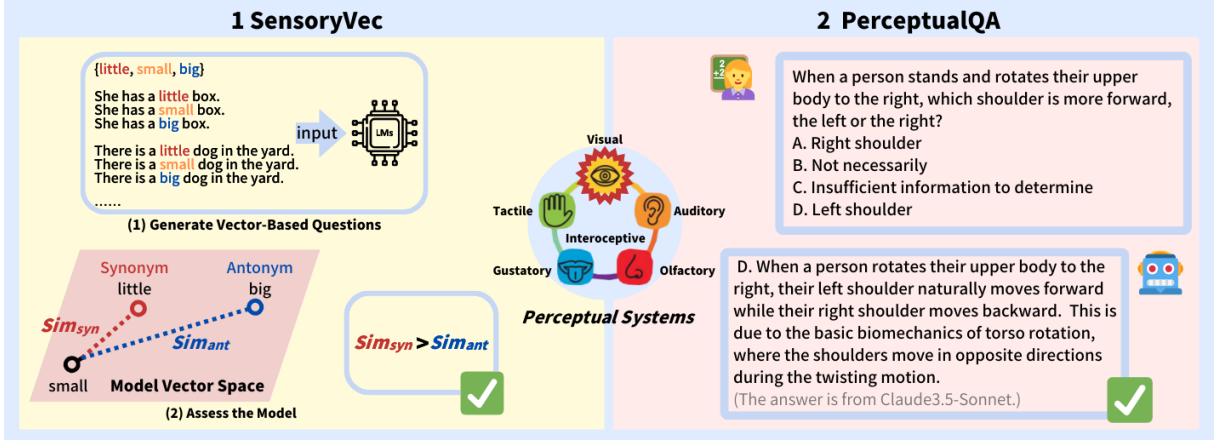 1 SensoryVec
{little, small, big}
She has a little box.
She has a small box.
She has a big box.
There is a little dog in the yard.
There is a small dog in the yard.
There is a big dog in the yard.
......
input
LMs
(1) Generate Vector-Based Questions
Synonym
little
Antonym
big
Simsyn
Simant
small
Model Vector Space
(2) Assess the Model
Simsyn > Simant
Visual
Tactile
Auditory
Interoceptive
Gustatory
Olfactory
Perceptual Systems
2 PerceptualQA
2
+2
When a person stands and rotates their upper
body to the right, which shoulder is more forward,
the left or the right?
A. Right shoulder
B. Not necessarily
C. Insufficient information to determine
D. Left shoulder
D. When a person rotates their upper body to the
right, their left shoulder naturally moves forward
while their right shoulder moves backward. This is
due to the basic biomechanics of torso rotation,
where the shoulders move in opposite directions
during the twisting motion.
(The answer is from Claude3.5-Sonnet.)